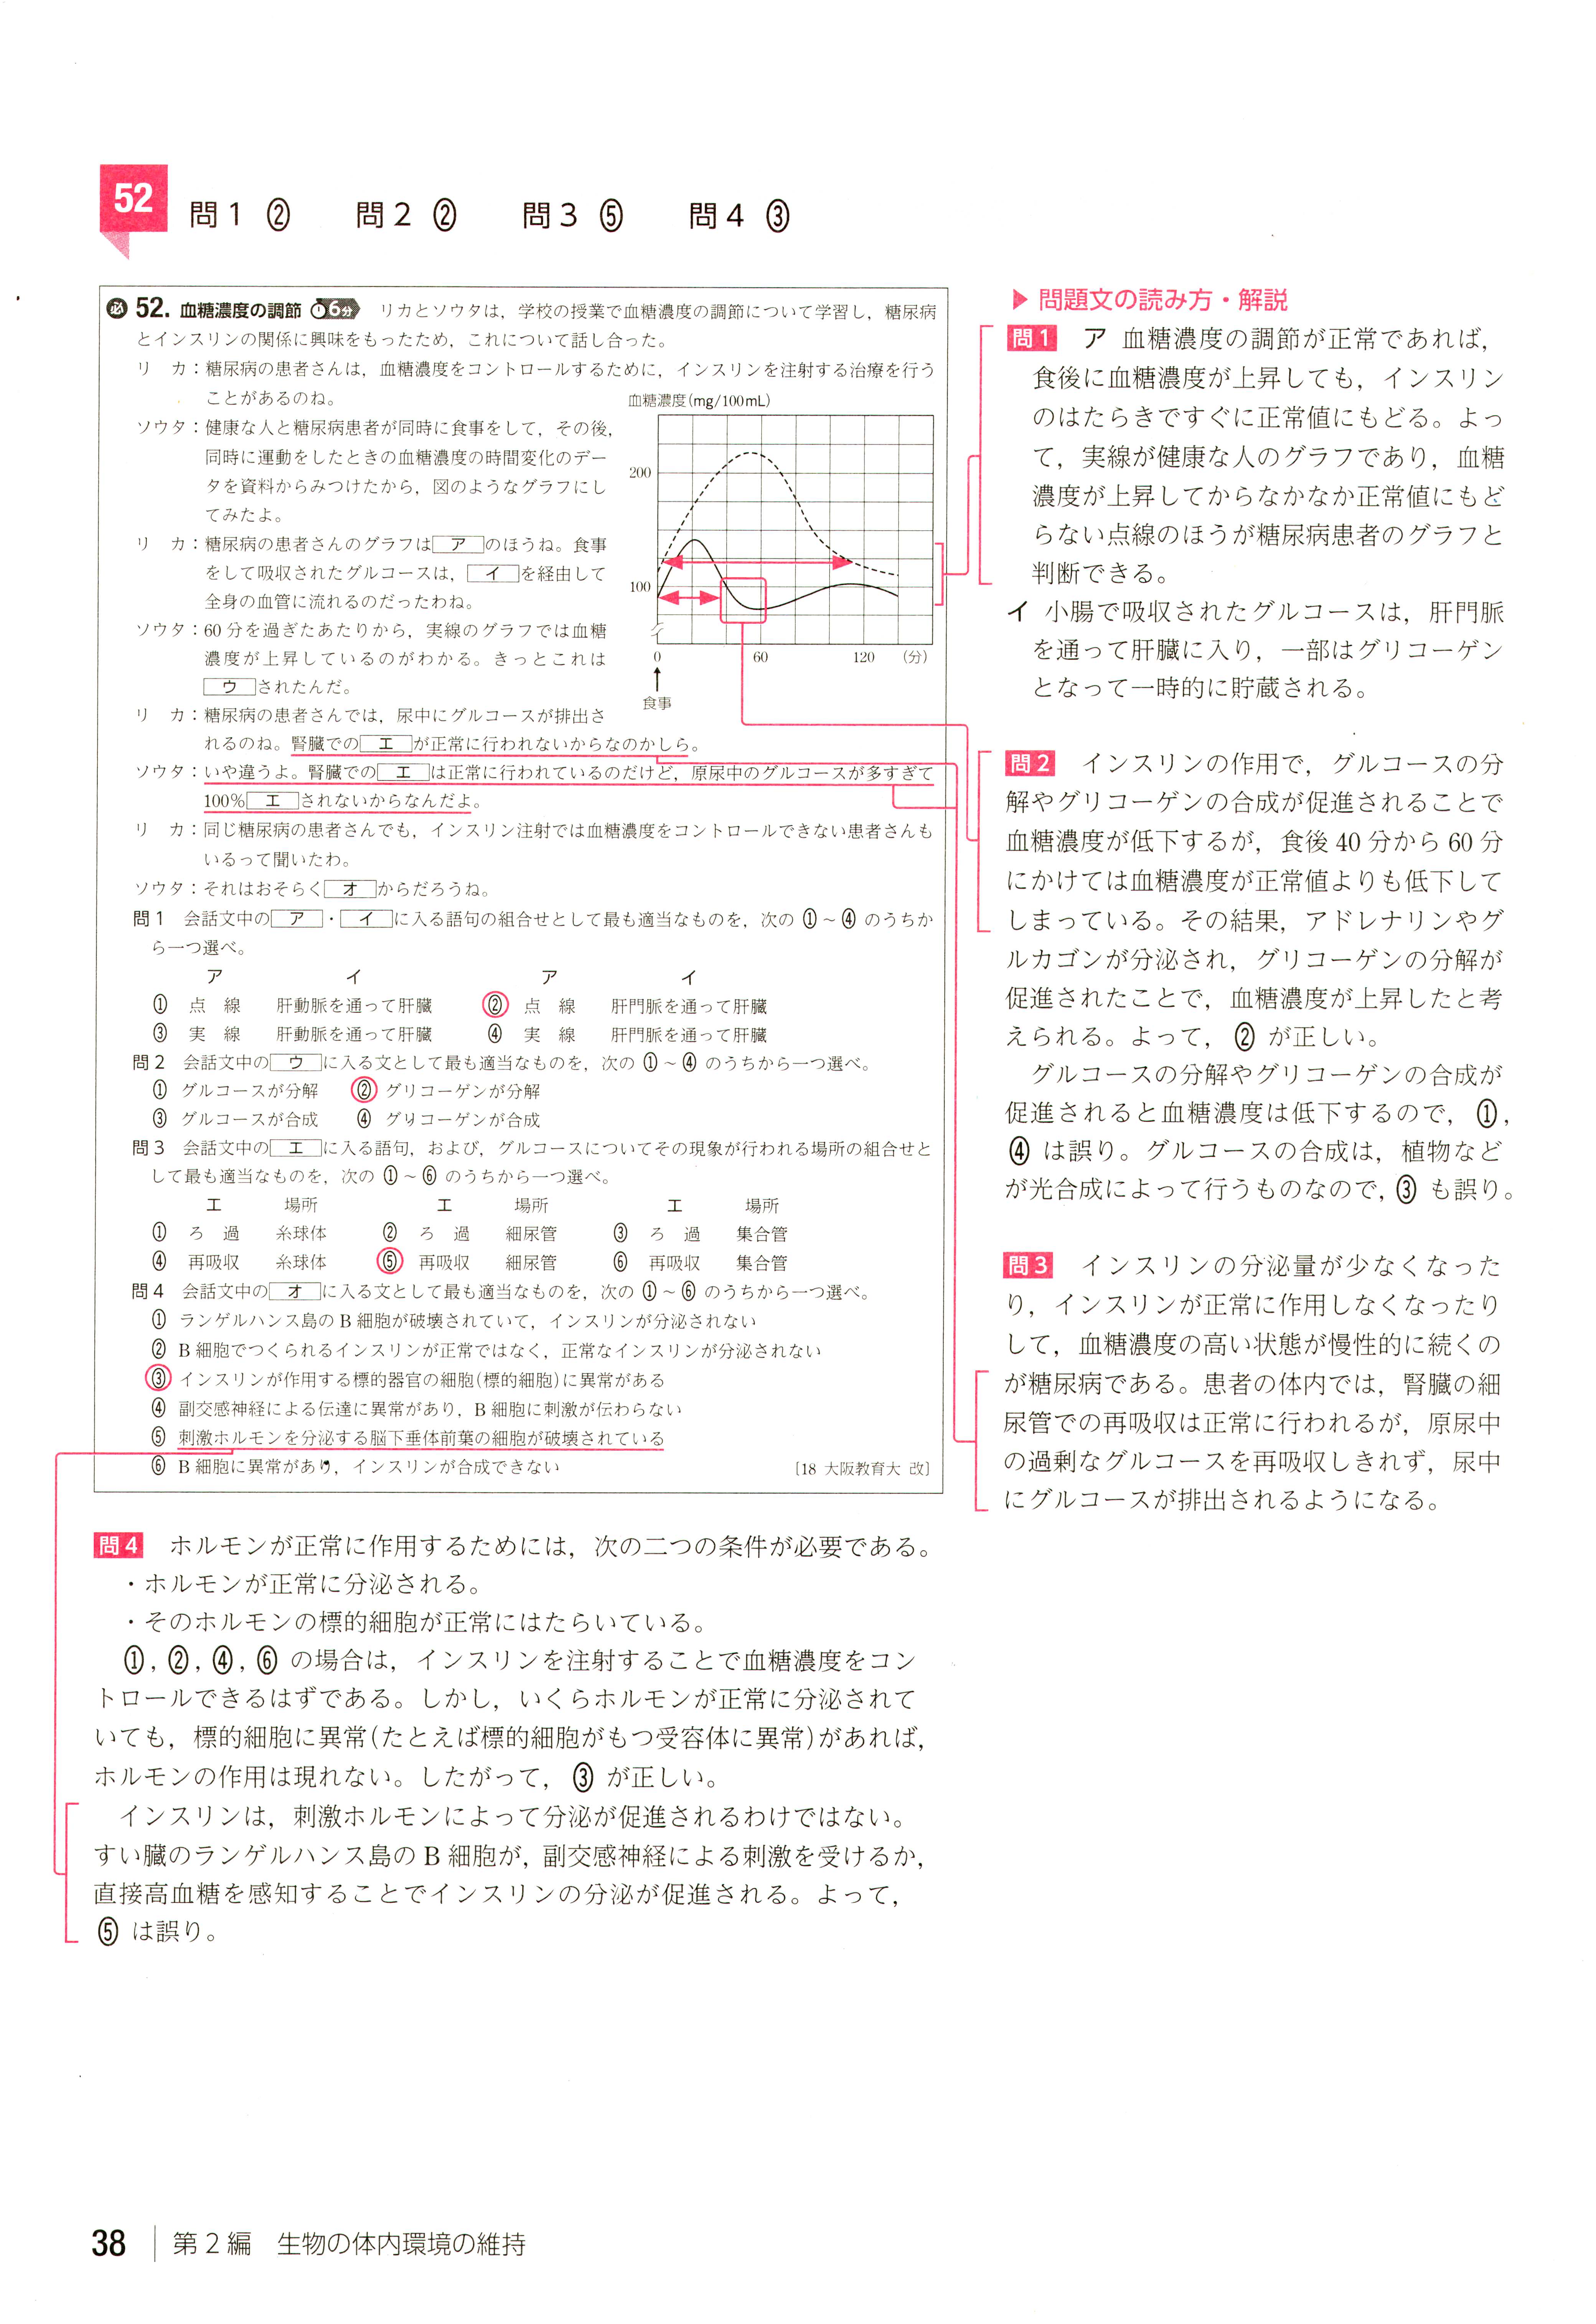 52
問1 ② 問2 ② 問3 ⑤ 問4 ③
必 52. 血糖濃度の調節 6分 リカとソウタは，学校の授業で血糖濃度の調節について学習し，糖尿病
とインスリンの関係に興味をもったため，これについて話し合った。
リ カ：糖尿病の患者さんは，血糖濃度をコントロールするために，インスリンを注射する治療を行う
ことがあるのね。
ソウタ：健康な人と糖尿病患者が同時に食事をして，その後，
同時に運動をしたときの血糖濃度の時間変化のデー
タを資料からみつけたから，図のようなグラフにし
てみたよ。
リ カ：糖尿病の患者さんのグラフは ア のほうね。食事
をして吸収されたグルコースは， イ を経由して
全身の血管に流れるのだったわね。
ソウタ：60分を過ぎたあたりから，実線のグラフでは血糖
濃度が上昇しているのがわかる。きっとこれは
ウ されたんだ。
血糖濃度(mg/100mL)
200
100
0 60 120 (分)
食事
リ カ：糖尿病の患者さんでは，尿中にグルコースが排出さ
れるのね。腎臓での エ が正常に行われないからなのかしら。
ソウタ：いや違うよ。腎臓での エ は正常に行われているのだけど，原尿中のグルコースが多すぎて
100% エ されないからなんだよ。
リ カ：同じ糖尿病の患者さんでも，インスリン注射では血糖濃度をコントロールできない患者さんも
いるって聞いたわ。
ソウタ：それはおそらく オ からだろうね。
問1 会話文中の ア ・ イ に入る語句の組合せとして最も適当なものを，次の ①～④ のうちか
ら一つ選べ。
ア イ ア イ
① 点 線 肝動脈を通って肝臓 ② 点 線 肝門脈を通って肝臓
③ 実 線 肝動脈を通って肝臓 ④ 実 線 肝門脈を通って肝臓
問2 会話文中の ウ に入る文として最も適当なものを，次の ①～④ のうちから一つ選べ。
① グルコースが分解 ② グリコーゲンが分解
③ グルコースが合成 ④ グリコーゲンが合成
問3 会話文中の エ に入る語句，および，グルコースについてその現象が行われる場所の組合せと
して最も適当なものを，次の ①～⑥ のうちから一つ選べ。
エ 場所 エ 場所 エ 場所
① ろ 過 糸球体 ② ろ 過 細尿管 ③ ろ 過 集合管
④ 再吸収 糸球体 ⑤ 再吸収 細尿管 ⑥ 再吸収 集合管
問4 会話文中の オ に入る文として最も適当なものを，次の ①～⑥ のうちから一つ選べ。
① ランゲルハンス島のB細胞が破壊されていて，インスリンが分泌されない
② B細胞でつくられるインスリンが正常ではなく，正常なインスリンが分泌されない
③ インスリンが作用する標的器官の細胞(標的細胞)に異常がある
④ 副交感神経による伝達に異常があり，B細胞に刺激が伝わらない
⑤ 刺激ホルモンを分泌する脳下垂体前葉の細胞が破壊されている
⑥ B細胞に異常があり，インスリンが合成できない [18 大阪教育大 改]
▶ 問題文の読み方・解説
問1 ア 血糖濃度の調節が正常であれば，
食後に血糖濃度が上昇しても，インスリン
のはたらきですぐに正常値にもどる。よっ
て，実線が健康な人のグラフであり，血糖
濃度が上昇してからなかなか正常値にもど
らない点線のほうが糖尿病患者のグラフと
判断できる。
イ 小腸で吸収されたグルコースは，肝門脈
を通って肝臓に入り，一部はグリコーゲン
となって一時的に貯蔵される。
問2 インスリンの作用で，グルコースの分
解やグリコーゲンの合成が促進されることで
血糖濃度が低下するが，食後40分から60分
にかけては血糖濃度が正常値よりも低下して
しまっている。その結果，アドレナリンやグ
ルカゴンが分泌され，グリコーゲンの分解が
促進されたことで，血糖濃度が上昇したと考
えられる。よって，② が正しい。
グルコースの分解やグリコーゲンの合成が
促進されると血糖濃度は低下するので，①，
④ は誤り。グルコースの合成は，植物など
が光合成によって行うものなので，③ も誤り。
問3 インスリンの分泌量が少なくなった
り，インスリンが正常に作用しなくなったり
して，血糖濃度の高い状態が慢性的に続くの
が糖尿病である。患者の体内では，腎臓の細
尿管での再吸収は正常に行われるが，原尿中
の過剰なグルコースを再吸収しきれず，尿中
にグルコースが排出されるようになる。
問4 ホルモンが正常に作用するためには，次の二つの条件が必要である。
・ホルモンが正常に分泌される。
・そのホルモンの標的細胞が正常にはたらいている。
①，②，④，⑥ の場合は，インスリンを注射することで血糖濃度をコン
トロールできるはずである。しかし，いくらホルモンが正常に分泌されて
いても，標的細胞に異常(たとえば標的細胞がもつ受容体に異常)があれば，
ホルモンの作用は現れない。したがって，③ が正しい。
インスリンは，刺激ホルモンによって分泌が促進されるわけではない。
すい臓のランゲルハンス島のB細胞が，副交感神経による刺激を受けるか，
直接高血糖を感知することでインスリンの分泌が促進される。よって，
⑤ は誤り。
38 第2編 生物の体内環境の維持